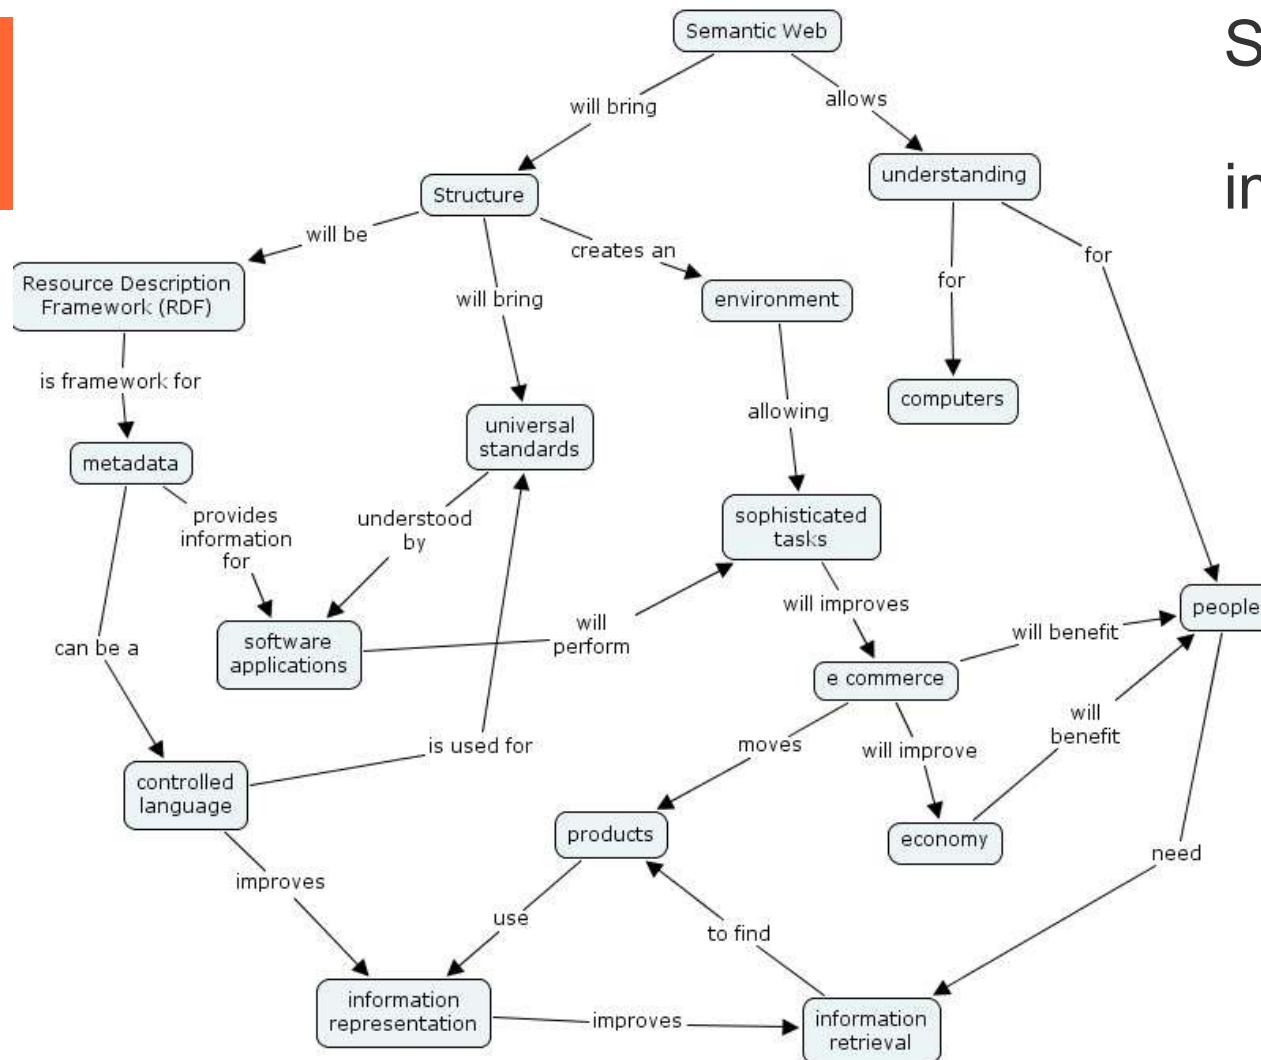 Semantic Web
S
will bring
allows
in
understanding
Structure
will be
creates an
for
for
Resource Description
Framework (RDF)
will bring
environment
is framework for
allowing
computers
universal
standards
metadata
provides
information
for
understood
by
sophisticated
tasks
will improves
people
will
perform
will benefit
can be a
software
applications
e commerce
is used for
moves
will improve
will
benefit
controlled
language
products
economy
need
improves
use
to find
information
representation
improves
information
retrieval